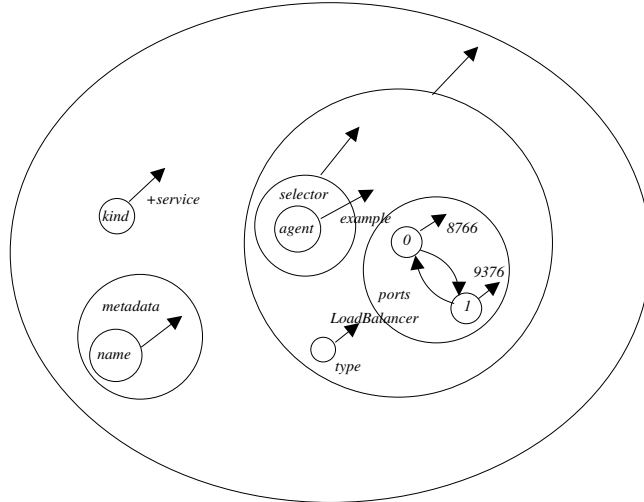 kind
+service
metadata
name
selector
agent
example
0
8766
9376
1
ports
LoadBalancer
type